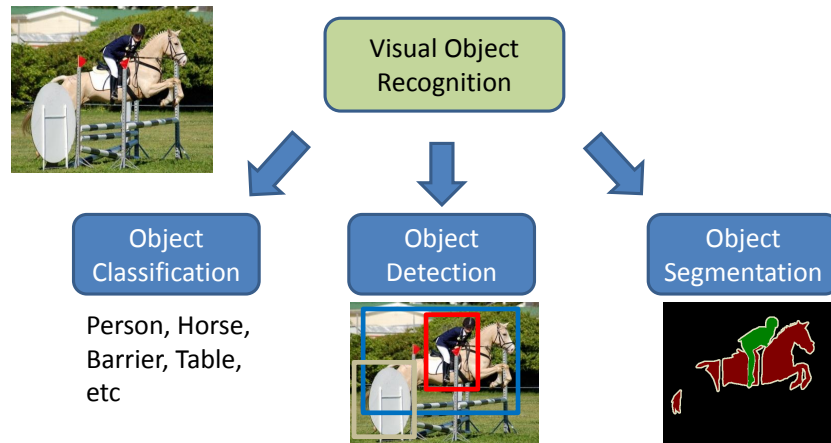 Visual Object
Recognition
Object
Classification
Object
Detection
Object
Segmentation
Person, Horse,
Barrier, Table,
etc